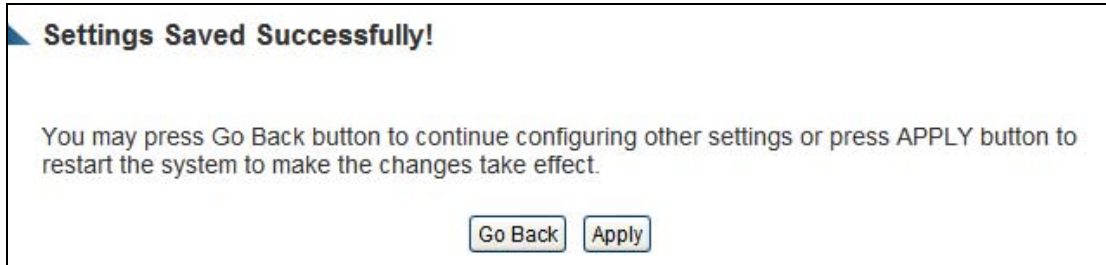 Settings Saved Successfully!
You may press Go Back button to continue configuring other settings or press APPLY button to
restart the system to make the changes take effect.
Go Back Apply